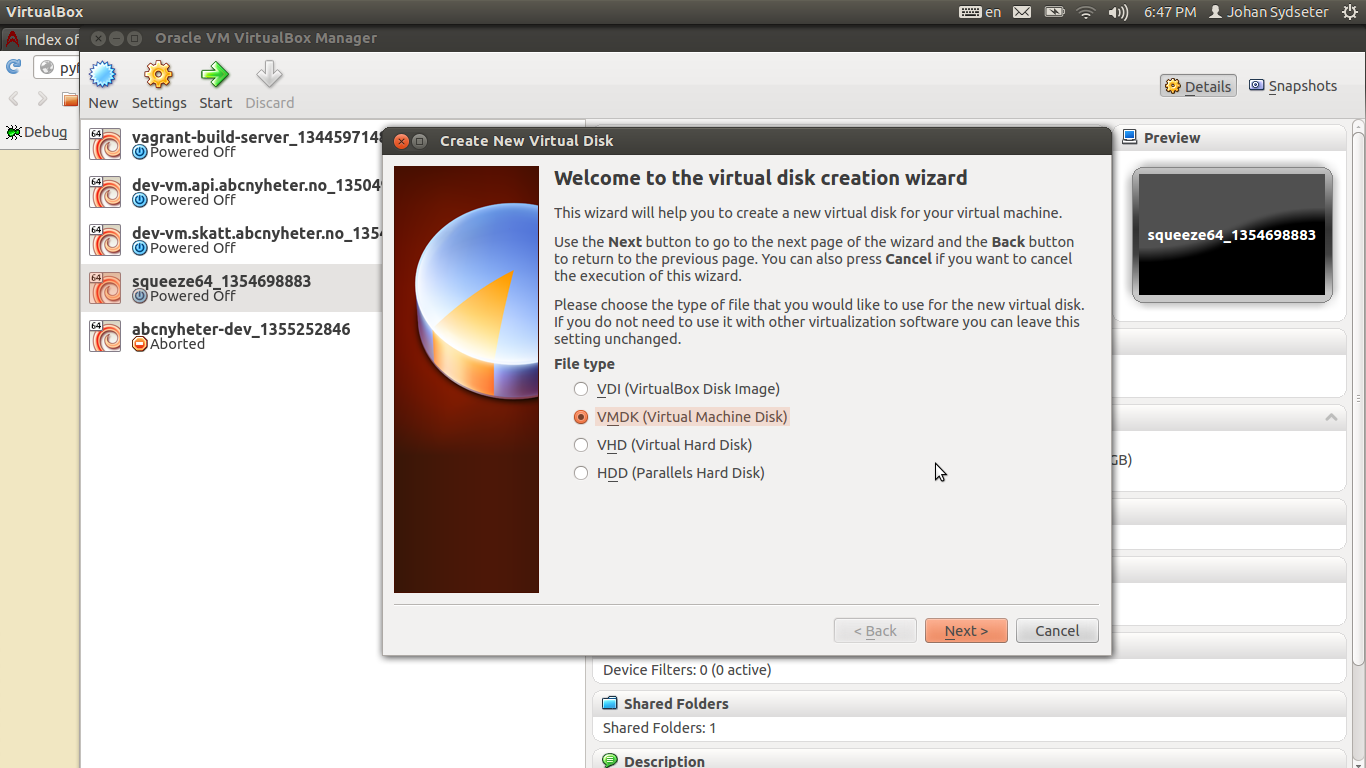 VirtualBox
en
6:47 PM
Johan Sydseter
Index of
Oracle VM VirtualBox Manager
pyf
Debug
New
Settings
Start
Discard
Details
Snapshots
64
vagrant-build-server_1344597148
Powered Off
64
dev-vm.api.abcnyheter.no_13504
Powered Off
64
dev-vm.skatt.abcnyheter.no_1354
Powered Off
64
squeeze64_1354698883
Powered Off
64
abcnyheter-dev_1355252846
Aborted
Create New Virtual Disk
Welcome to the virtual disk creation wizard
This wizard will help you to create a new virtual disk for your virtual machine.
Use the Next button to go to the next page of the wizard and the Back button
to return to the previous page. You can also press Cancel if you want to cancel
the execution of this wizard.
Please choose the type of file that you would like to use for the new virtual disk.
If you do not need to use it with other virtualization software you can leave this
setting unchanged.
File type
VDI (VirtualBox Disk Image)
VMDK (Virtual Machine Disk)
VHD (Virtual Hard Disk)
HDD (Parallels Hard Disk)
< Back
Next >
Cancel
Preview
squeeze64_1354698883
GB)
Device Filters: 0 (0 active)
Shared Folders
Shared Folders: 1
Description